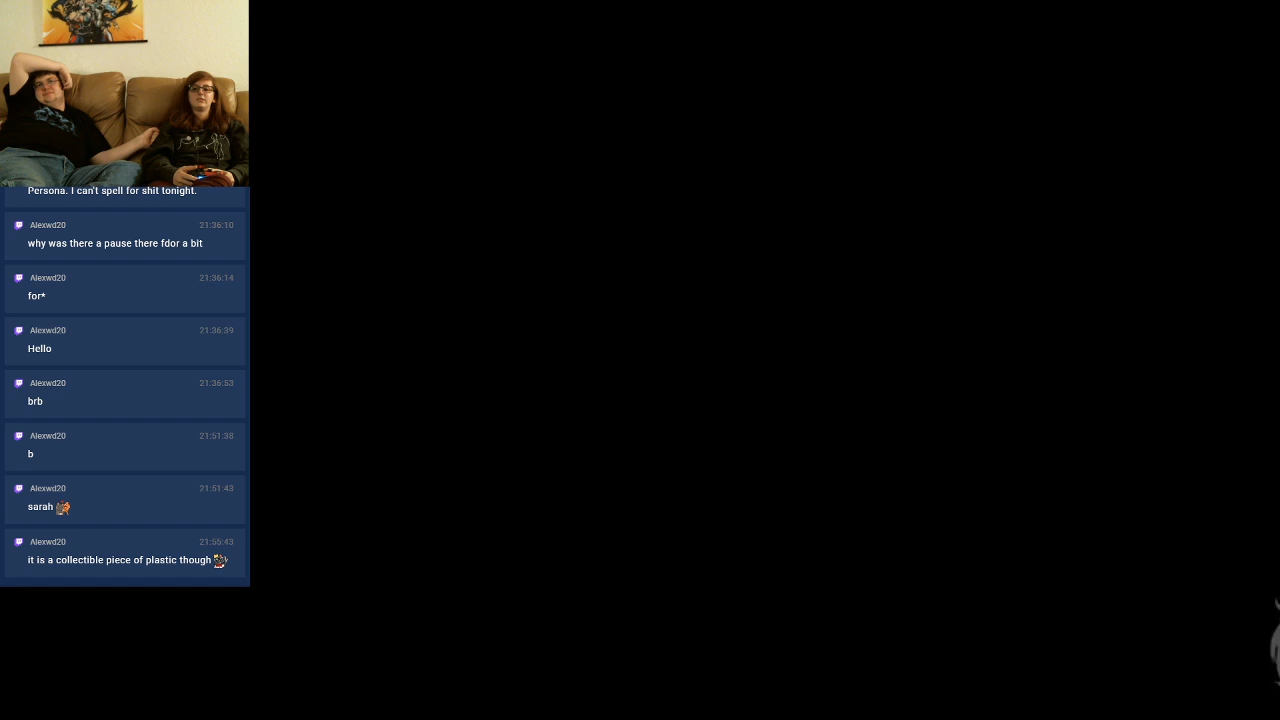 Persona. I can't spell for shit tonight.
Alexwd20 21:36:10
why was there a pause there fdor a bit
Alexwd20 21:36:14
for*
Alexwd20 21:36:39
Hello
Alexwd20 21:36:53
brb
Alexwd20 21:51:38
b
Alexwd20 21:51:43
sarah
Alexwd20 21:55:43
it is a collectible piece of plastic though